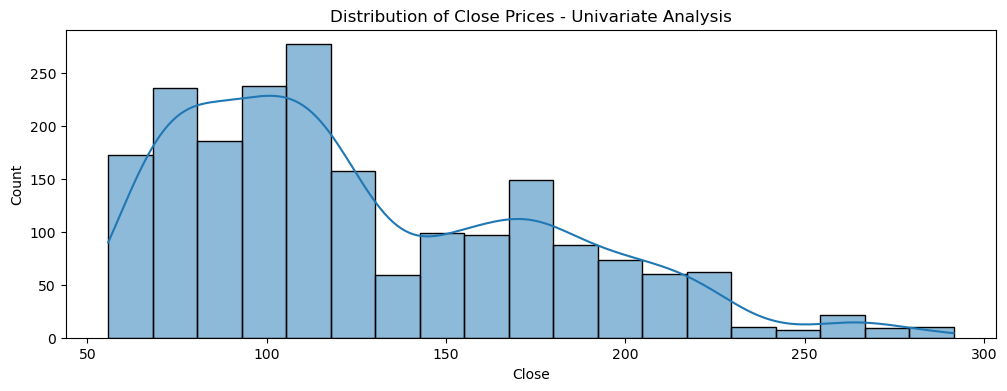 Distribution of Close Prices - Univariate Analysis
250
200
150
100
50
0
Count
50 100 150 200 250 300
Close